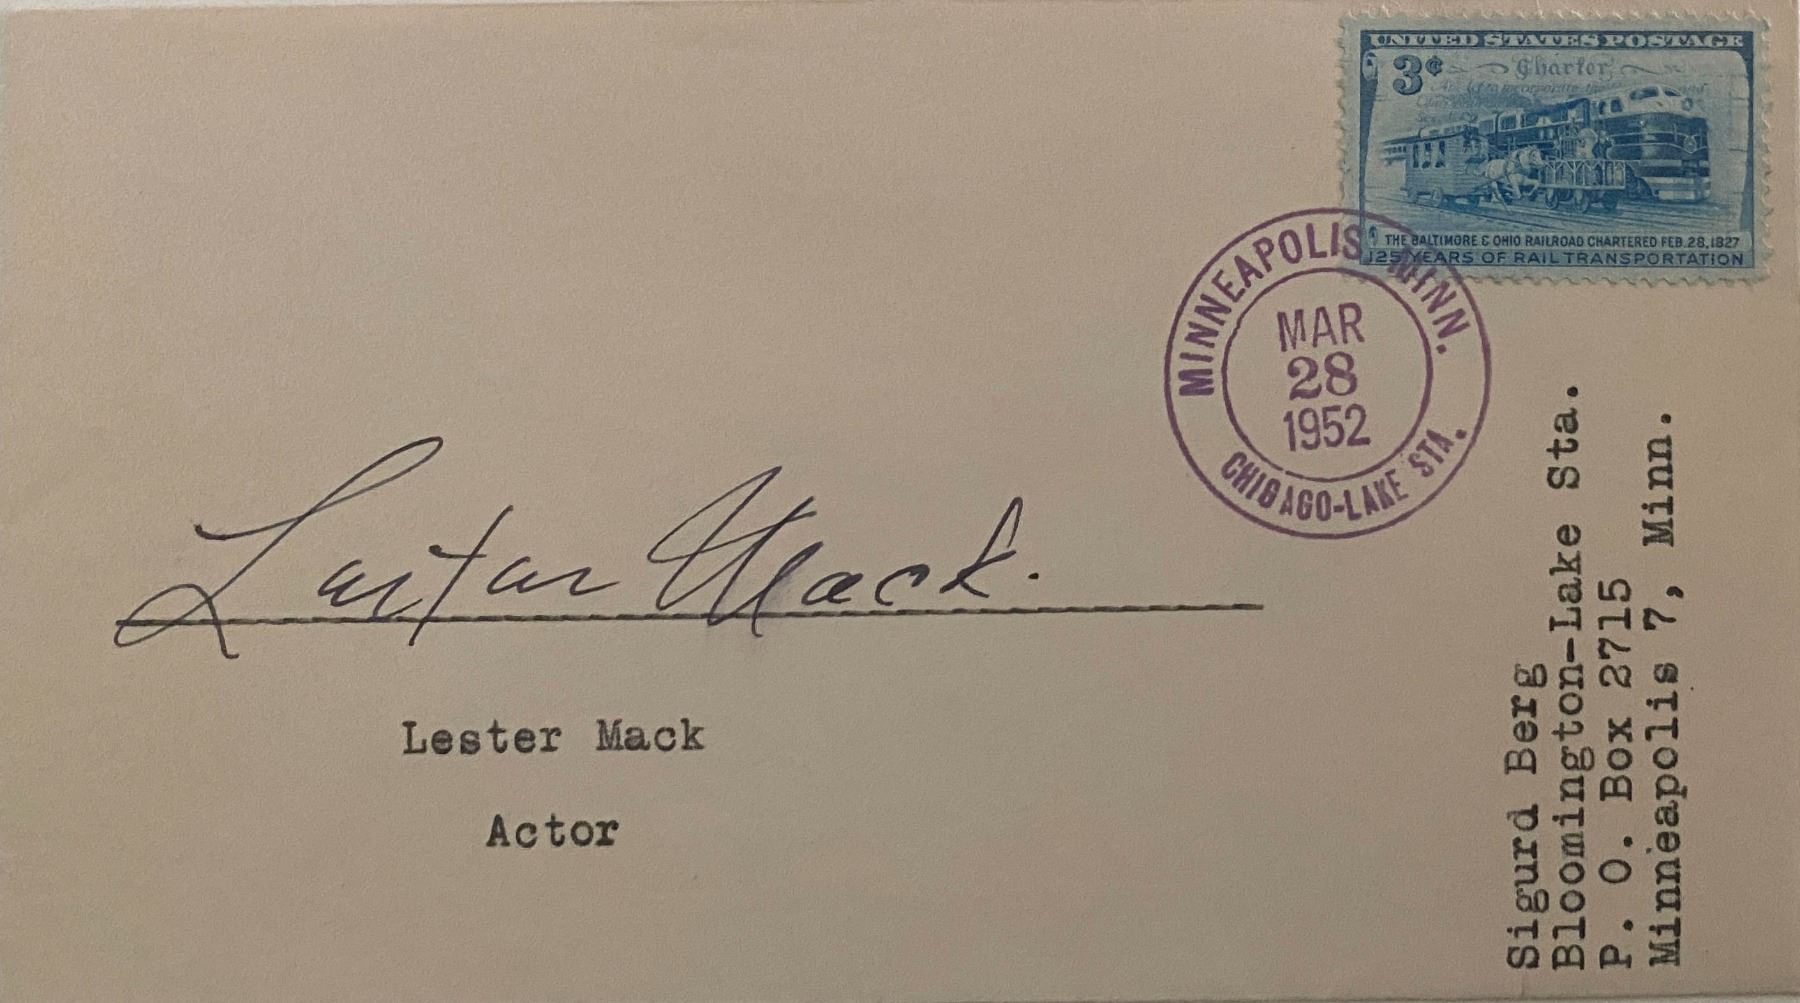 UNITED STATES POSTAGE
3¢
Charter
THE BALTIMORE & OHIO RAILROAD CHARTERED FEB. 28, 1827
125 YEARS OF RAIL TRANSPORTATION
MINNEAPOLIS MINN.
MAR
28
1952
CHICAGO-LAKE STA.
Lester Mack.
Lester Mack
Actor
Sigurd Berg
Bloomington-Lake Sta.
P. O. Box 2715
Minneapolis 7, Minn.